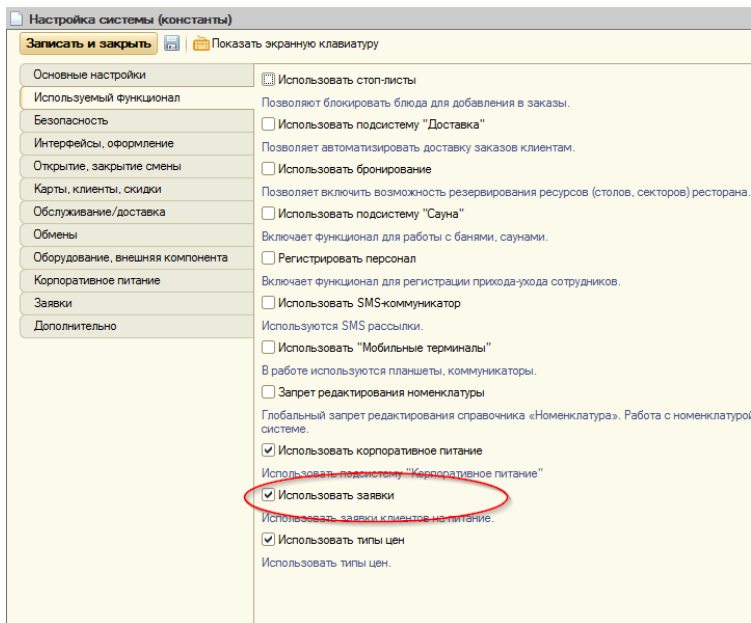 Настройка системы (константы)
Записать и закрыть Показать экранную клавиатуру
Основные настройки
Используемый функционал
Безопасность
Интерфейсы, оформление
Открытие, закрытие смены
Карты, клиенты, скидки
Обслуживание/доставка
Обмены
Оборудование, внешняя компонента
Корпоративное питание
Заявки
Дополнительно
Использовать стоп-листы
Позволяют блокировать блюда для добавления в заказы.
Использовать подсистему "Доставка"
Позволяет автоматизировать доставку заказов клиентам.
Использовать бронирование
Позволяет включить возможность резервирования ресурсов (столов, секторов) ресторана.
Использовать подсистему "Сауна"
Включает функционал для работы с банями, саунами.
Регистрировать персонал
Включает функционал для регистрации прихода-ухода сотрудников.
Использовать SMS-коммуникатор
Используются SMS рассылки.
Использовать "Мобильные терминалы"
В работе используются планшеты, коммуникаторы.
Запрет редактирования номенклатуры
Глобальный запрет редактирования справочника «Номенклатура». Работа с номенклатурой
системе.
Использовать корпоративное питание
Использовать подсистему "Корпоративное питание"
Использовать заявки
Использовать заявки клиентов на питание.
Использовать типы цен
Использовать типы цен.